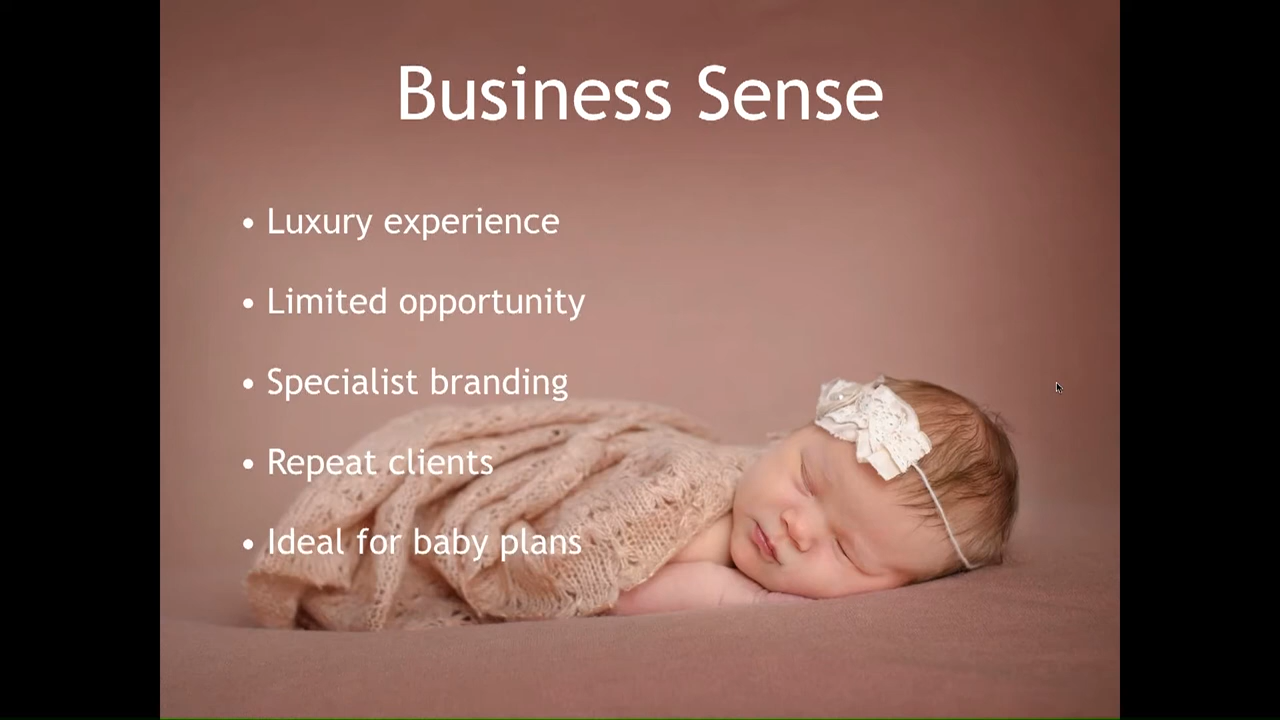 Business Sense
• Luxury experience
• Limited opportunity
• Specialist branding
• Repeat clients
• Ideal for baby plans